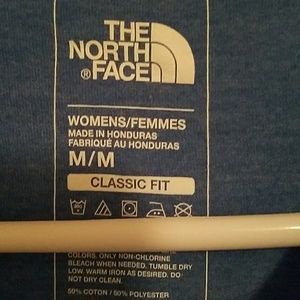 THE
NORTH
FACE
®
WOMENS/FEMMES
MADE IN HONDURAS
FABRIQUÉ AU HONDURAS
M/M
CLASSIC FIT
COLORS. ONLY NON-CHLORINE
BLEACH WHEN NEEDED. TUMBLE DRY
LOW. WARM IRON AS DESIRED. DO
NOT DRY CLEAN.
50% COTON / 50% POLYESTER